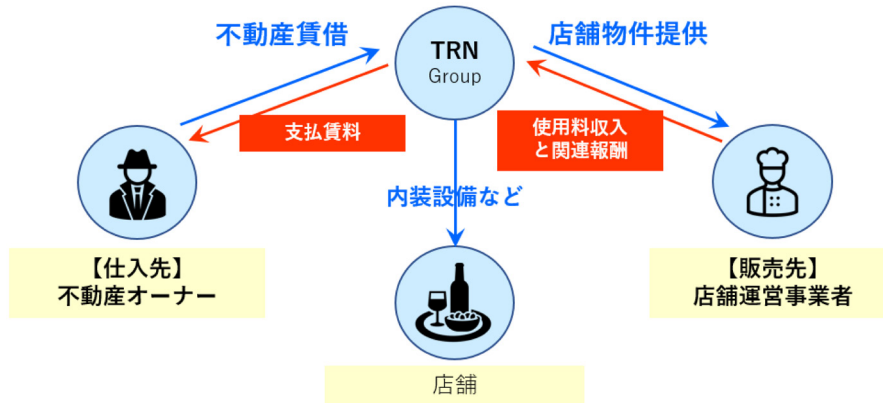 不動産賃借
TRN
Group
店舗物件提供
支払賃料
使用料収入
と関連報酬
内装設備など
【仕入先】
不動産オーナー
【販売先】
店舗運営事業者
店舗